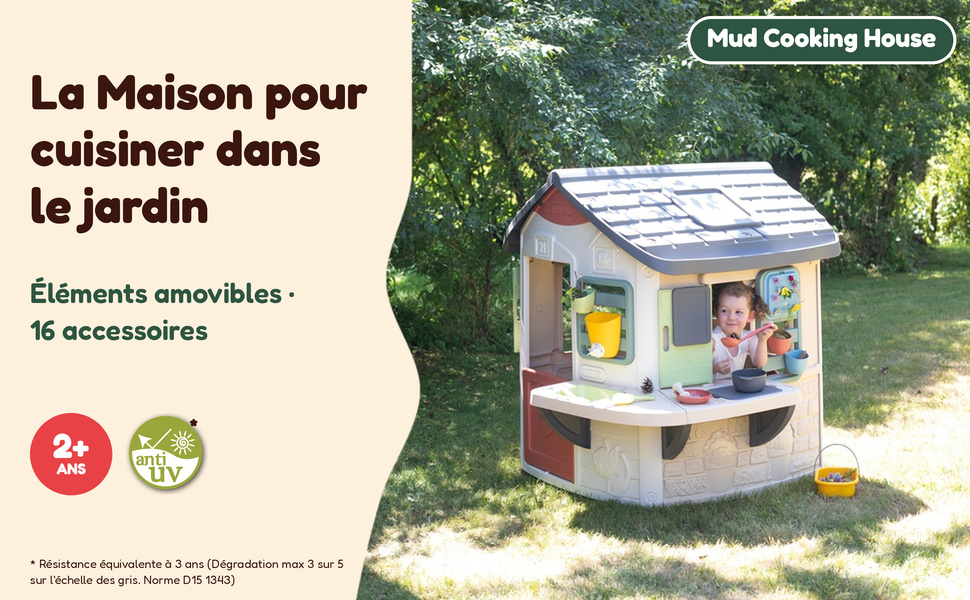 Mud Cooking House
La Maison pour
cuisiner dans
le jardin
Éléments amovibles ·
16 accessoires
2+
ANS
anti
uv
*
* Résistance équivalente à 3 ans (Dégradation max 3 sur 5
sur l'échelle des gris. Norme D15 1343)